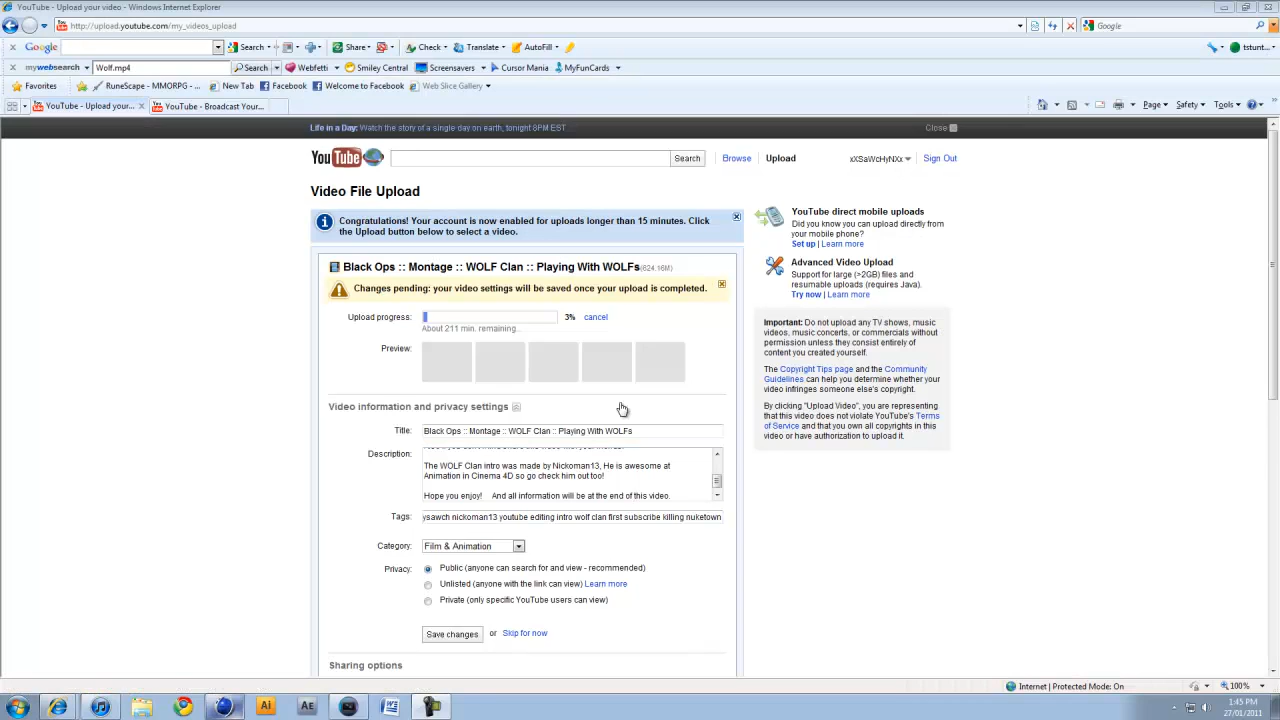 YouTube - Upload your video - Windows Internet Explorer
http://upload.youtube.com/my_videos_upload
Google
Google Search Share Check Translate AutoFill tstunt...
mywebsearch Wolf.mp4 Search Webfetti Smiley Central Screensavers Cursor Mania MyFunCards
Favorites RuneScape - MMORPG - ... New Tab Facebook Welcome to Facebook Web Slice Gallery
YouTube - Upload your... YouTube - Broadcast Your... Page Safety Tools
Life in a Day: Watch the story of a single day on earth, tonight 8PM EST... Close
YouTube Search Browse Upload xXSaWcHyNXx Sign Out
Video File Upload
Congratulations! Your account is now enabled for uploads longer than 15 minutes. Click
the Upload button below to select a video.
Black Ops :: Montage :: WOLF Clan :: Playing With WOLFs(624.16M)
Changes pending: your video settings will be saved once your upload is completed.
Upload progress: 3% cancel
About 211 min. remaining...
Preview:
Video information and privacy settings
Title: Black Ops :: Montage :: WOLF Clan :: Playing With WOLFs
Description:
The WOLF Clan intro was made by Nickoman13, He is awesome at
Animation in Cinema 4D so go check him out too!
Hope you enjoy! And all information will be at the end of this video.
Tags: ysawch nickoman13 youtube editing intro wolf clan first subscribe killing nuketown
Category: Film & Animation
Privacy: Public (anyone can search for and view - recommended)
Unlisted (anyone with the link can view) Learn more
Private (only specific YouTube users can view)
Save changes or Skip for now
Sharing options
YouTube direct mobile uploads
Did you know you can upload directly from
your mobile phone?
Set up | Learn more
Advanced Video Upload
Support for large (>2GB) files and
resumable uploads (requires Java).
Try now | Learn more
Important: Do not upload any TV shows, music
videos, music concerts, or commercials without
permission unless they consist entirely of
content you created yourself.
The Copyright Tips page and the Community
Guidelines can help you determine whether your
video infringes someone else's copyright.
By clicking "Upload Video", you are representing
that this video does not violate YouTube's Terms
of Service and that you own all copyrights in this
video or have authorization to upload it.
Internet | Protected Mode: On 100%
Ai Ae
1:45 PM
27/01/2011